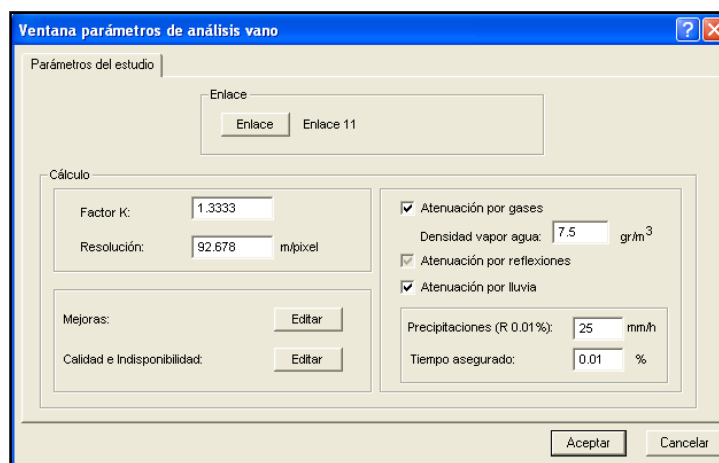 Ventana parámetros de análisis vano
Parámetros del estudio
Enlace
Enlace Enlace 11
Cálculo
Factor K: 1.3333
Resolución: 92.678 m/pixel
Mejoras: Editar
Calidad e Indisponibilidad: Editar
Atenuación por gases
Densidad vapor agua: 7.5 gr/m3
Atenuación por reflexiones
Atenuación por lluvia
Precipitaciones (R 0.01%): 25 mm/h
Tiempo asegurado: 0.01 %
Aceptar Cancelar